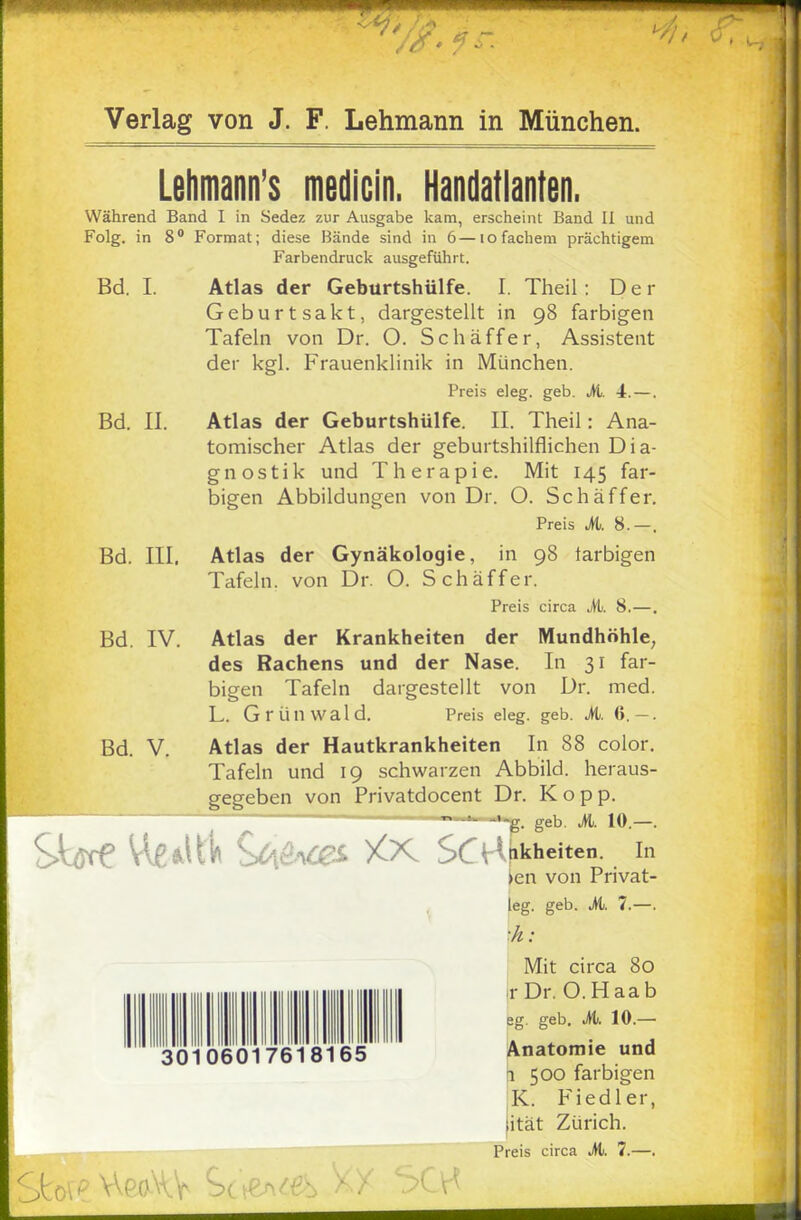 24/8.95.
Verlag von J. F. Lehmann in München.
Lehmann's medicin. Handatlanten.
Während Band I in Sedez zur Ausgabe kam, erscheint Band II und
Folg. in 8⁰ Format; diese Bände sind in 6—10fachem prächtigem
Farbendruck ausgeführt.
Bd. I. Atlas der Geburtshülfe. I. Theil: Der
Geburtsakt, dargestellt in 98 farbigen
Tafeln von Dr. O. Schäffer, Assistent
der kgl. Frauenklinik in München.
Preis eleg. geb. M. 4.—.
Bd. II. Atlas der Geburtshülfe. II. Theil: Ana-
tomischer Atlas der geburtshilflichen Dia-
gnostik und Therapie. Mit 145 far-
bigen Abbildungen von Dr. O. Schäffer.
Preis M. 8.—.
Bd. III. Atlas der Gynäkologie, in 98 farbigen
Tafeln. von Dr. O. Schäffer.
Preis circa M. 8.—.
Bd. IV. Atlas der Krankheiten der Mundhöhle,
des Rachens und der Nase. In 31 far-
bigen Tafeln dargestellt von Dr. med.
L. Grünwald. Preis eleg. geb. M. 6.—.
Bd. V. Atlas der Hautkrankheiten In 88 color.
Tafeln und 19 schwarzen Abbild. heraus-
gegeben von Privatdocent Dr. Kopp.
g. geb. M. 10.—.
Store Health Sciences XX SCH
nkheiten. In
en von Privat-
leg. geb. M. 7.—.
h:
Mit circa 80
r Dr. O. Haab
eg. geb. M. 10.—
30106017618165
Anatomie und
500 farbigen
K. Fiedler,
ität Zürich.
Preis circa M. 7.—.
Store Health Sciences XX SCH